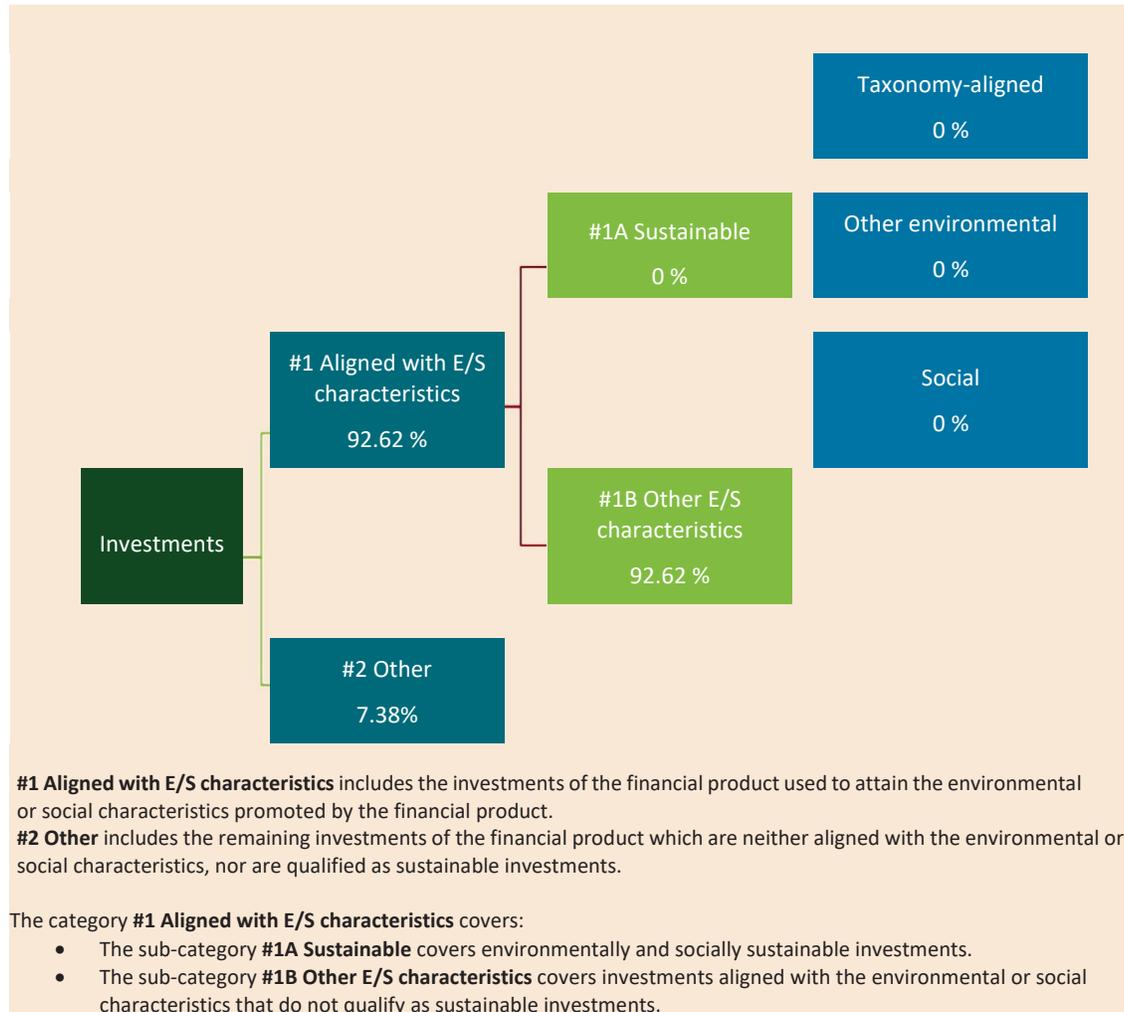 Taxonomy-aligned
0 %
#1A Sustainable
0 %
Other environmental
0 %
#1 Aligned with E/S
characteristics
92.62 %
Social
0 %
Investments
#1B Other E/S
characteristics
92.62 %
#2 Other
7.38%
#1 Aligned with E/S characteristics includes the investments of the financial product used to attain the environmental
or social characteristics promoted by the financial product.
#2 Other includes the remaining investments of the financial product which are neither aligned with the environmental or
social characteristics, nor are qualified as sustainable investments.
The category #1 Aligned with E/S characteristics covers:
• The sub-category #1A Sustainable covers environmentally and socially sustainable investments.
• The sub-category #1B Other E/S characteristics covers investments aligned with the environmental or social
characteristics that do not qualify as sustainable investments.